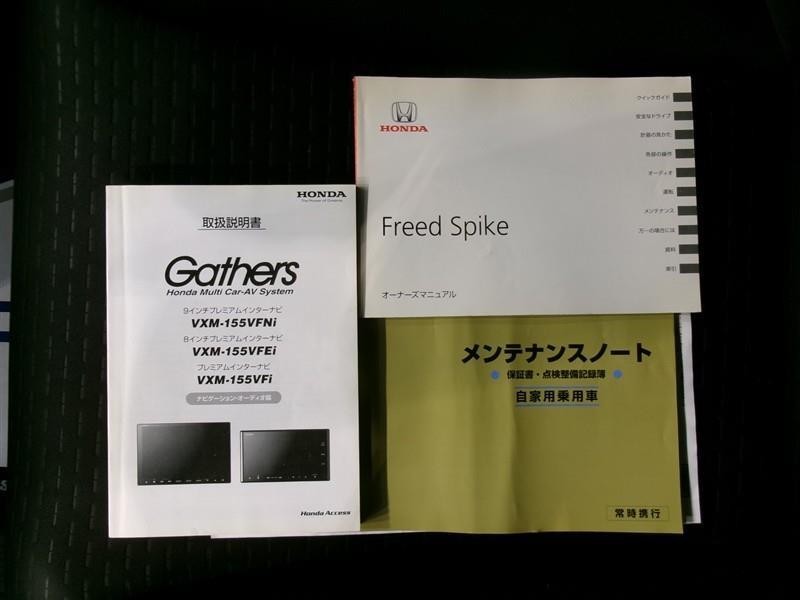 HONDA
The Power of Dreams
取扱説明書
Gathers
Honda Multi Car-AV System
9インチプレミアムインターナビ
VXM-155VFNi
8インチプレミアムインターナビ
VXM-155VFEi
プレミアムインターナビ
VXM-155VFi
ナビゲーション・オーディオ編
Honda Access
HONDA
クイックガイド
安全なドライブ
計器の見かた
各部の操作
オーディオ
運転
メンテナンス
万一の場合には
資料
索引
Freed Spike
オーナーズマニュアル
メンテナンスノート
保証書・点検整備記録簿
自家用乗用車
常時携行